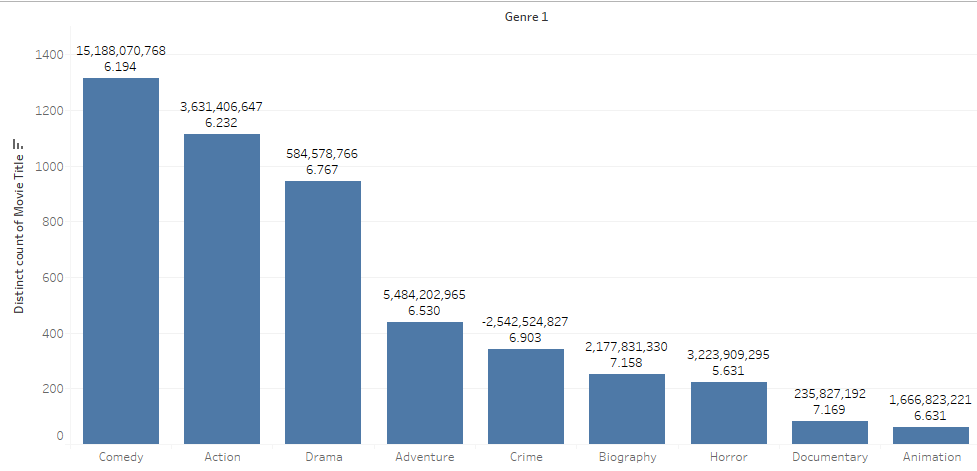 Genre 1
Distinct count of Movie Title
1400
1200
1000
800
600
400
200
0
15,188,070,768
6.194
3,631,406,647
6.232
584,578,766
6.767
5,484,202,965
6.530
-2,542,524,827
6.903
2,177,831,330
7.158
3,223,909,295
5.631
235,827,192
7.169
1,666,823,221
6.631
Comedy
Action
Drama
Adventure
Crime
Biography
Horror
Documentary
Animation